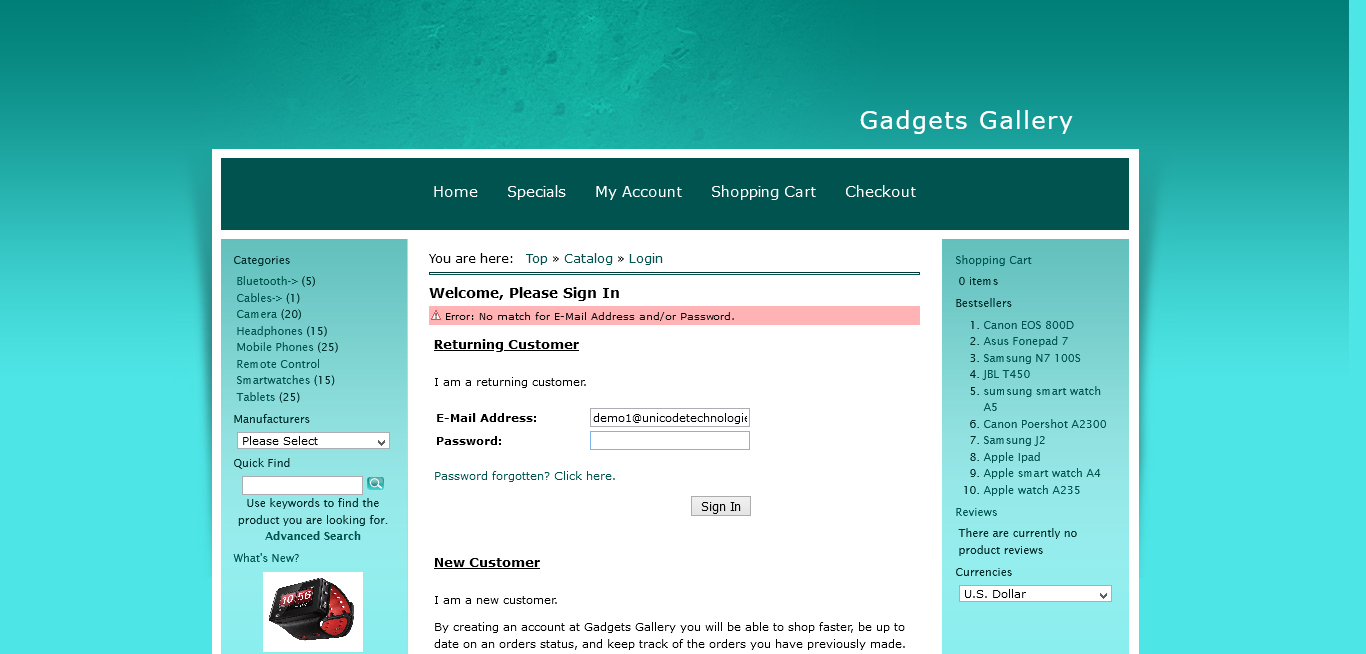 Gadgets Gallery
Home Specials My Account Shopping Cart Checkout
Categories
Bluetooth-> (5)
Cables-> (1)
Camera (20)
Headphones (15)
Mobile Phones (25)
Remote Control
Smartwatches (15)
Tablets (25)
Manufacturers
Please Select
Quick Find
Use keywords to find the
product you are looking for.
Advanced Search
What's New?
10:56
You are here: Top » Catalog » Login
Welcome, Please Sign In
Error: No match for E-Mail Address and/or Password.
Returning Customer
I am a returning customer.
E-Mail Address: demo1@unicodetechnologie
Password:
Password forgotten? Click here.
Sign In
New Customer
I am a new customer.
By creating an account at Gadgets Gallery you will be able to shop faster, be up to
date on an orders status, and keep track of the orders you have previously made.
Shopping Cart
0 items
Bestsellers
1. Canon EOS 800D
2. Asus Fonepad 7
3. Samsung N7 100S
4. JBL T450
5. sumsung smart watch
A5
6. Canon Poershot A2300
7. Samsung J2
8. Apple Ipad
9. Apple smart watch A4
10. Apple watch A235
Reviews
There are currently no
product reviews
Currencies
U.S. Dollar